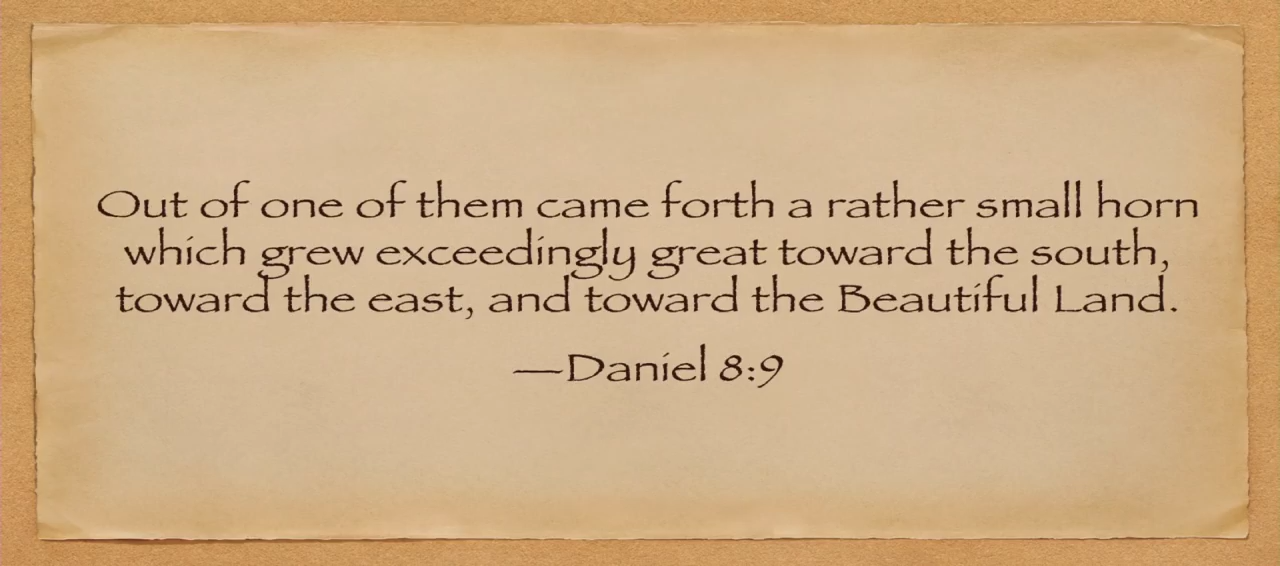 Out of one of them came forth a rather small horn
which grew exceedingly great toward the south,
toward the east, and toward the Beautiful Land.
—Daniel 8:9